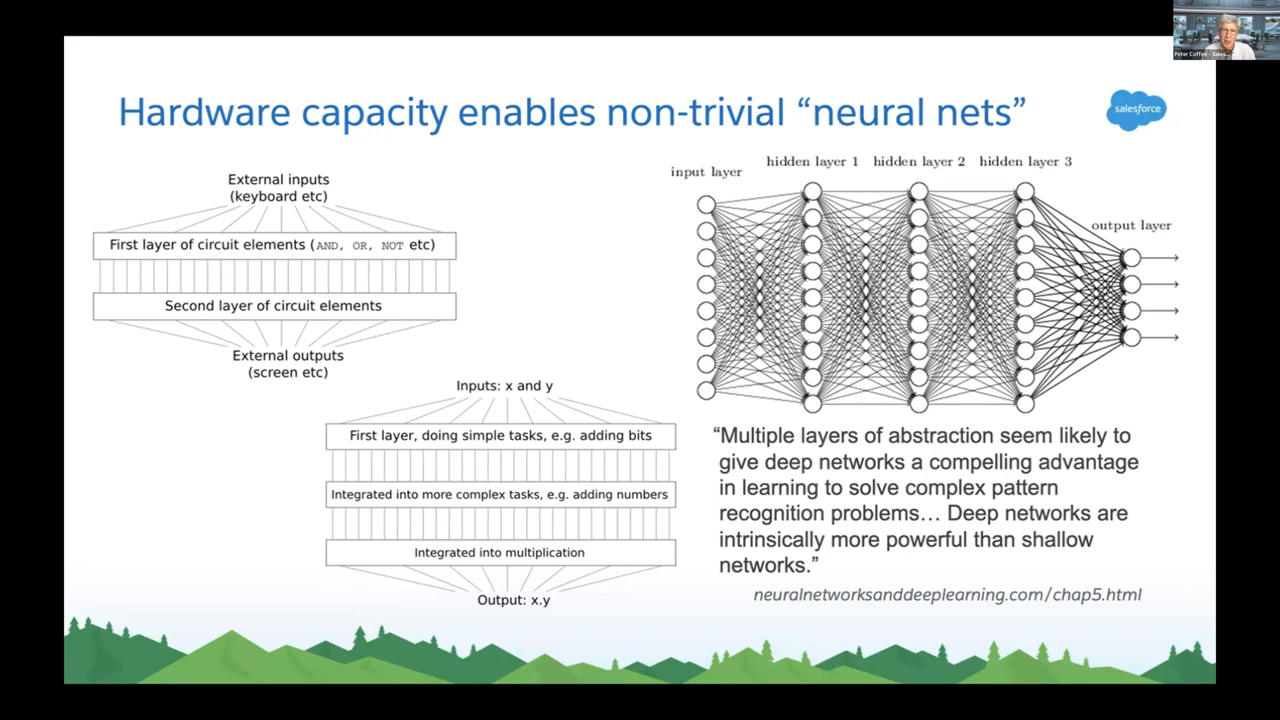 Peter Coffee - Sales...
Hardware capacity enables non-trivial “neural nets”
salesforce
External inputs
(keyboard etc)
First layer of circuit elements (AND, OR, NOT etc)
Second layer of circuit elements
External outputs
(screen etc)
Inputs: x and y
First layer, doing simple tasks, e.g. adding bits
Integrated into more complex tasks, e.g. adding numbers
Integrated into multiplication
Output: x.y
input layer
hidden layer 1 hidden layer 2 hidden layer 3
output layer
“Multiple layers of abstraction seem likely to
give deep networks a compelling advantage
in learning to solve complex pattern
recognition problems… Deep networks are
intrinsically more powerful than shallow
networks.”
neuralnetworksanddeeplearning.com/chap5.html